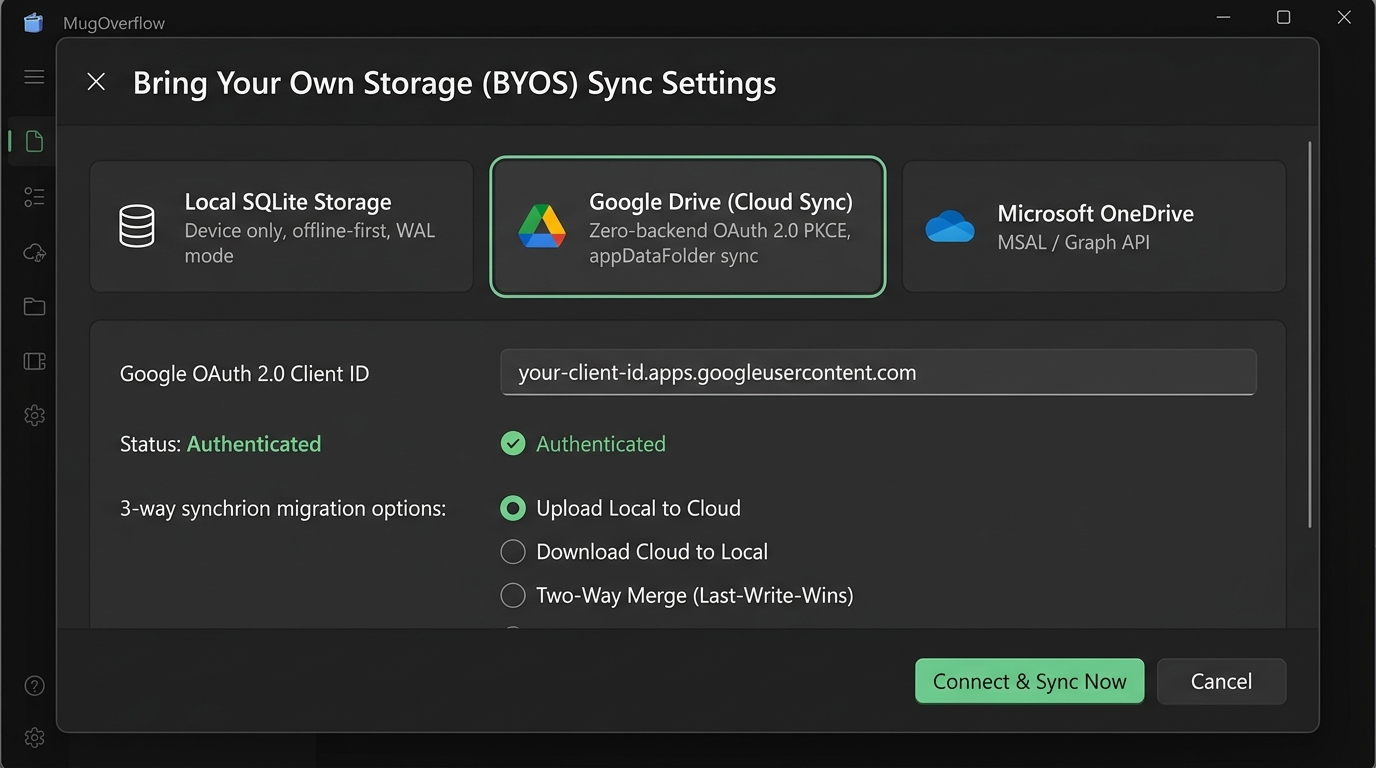 MugOverflow
Bring Your Own Storage (BYOS) Sync Settings
Local SQLite Storage
Device only, offline-first, WAL
mode
Google Drive (Cloud Sync)
Zero-backend OAuth 2.0 PKCE,
appDataFolder sync
Microsoft OneDrive
MSAL / Graph API
Google OAuth 2.0 Client ID
your-client-id.apps.googleusercontent.com
Status: Authenticated
Authenticated
3-way synchrion migration options:
Upload Local to Cloud
Download Cloud to Local
Two-Way Merge (Last-Write-Wins)
Connect & Sync Now
Cancel